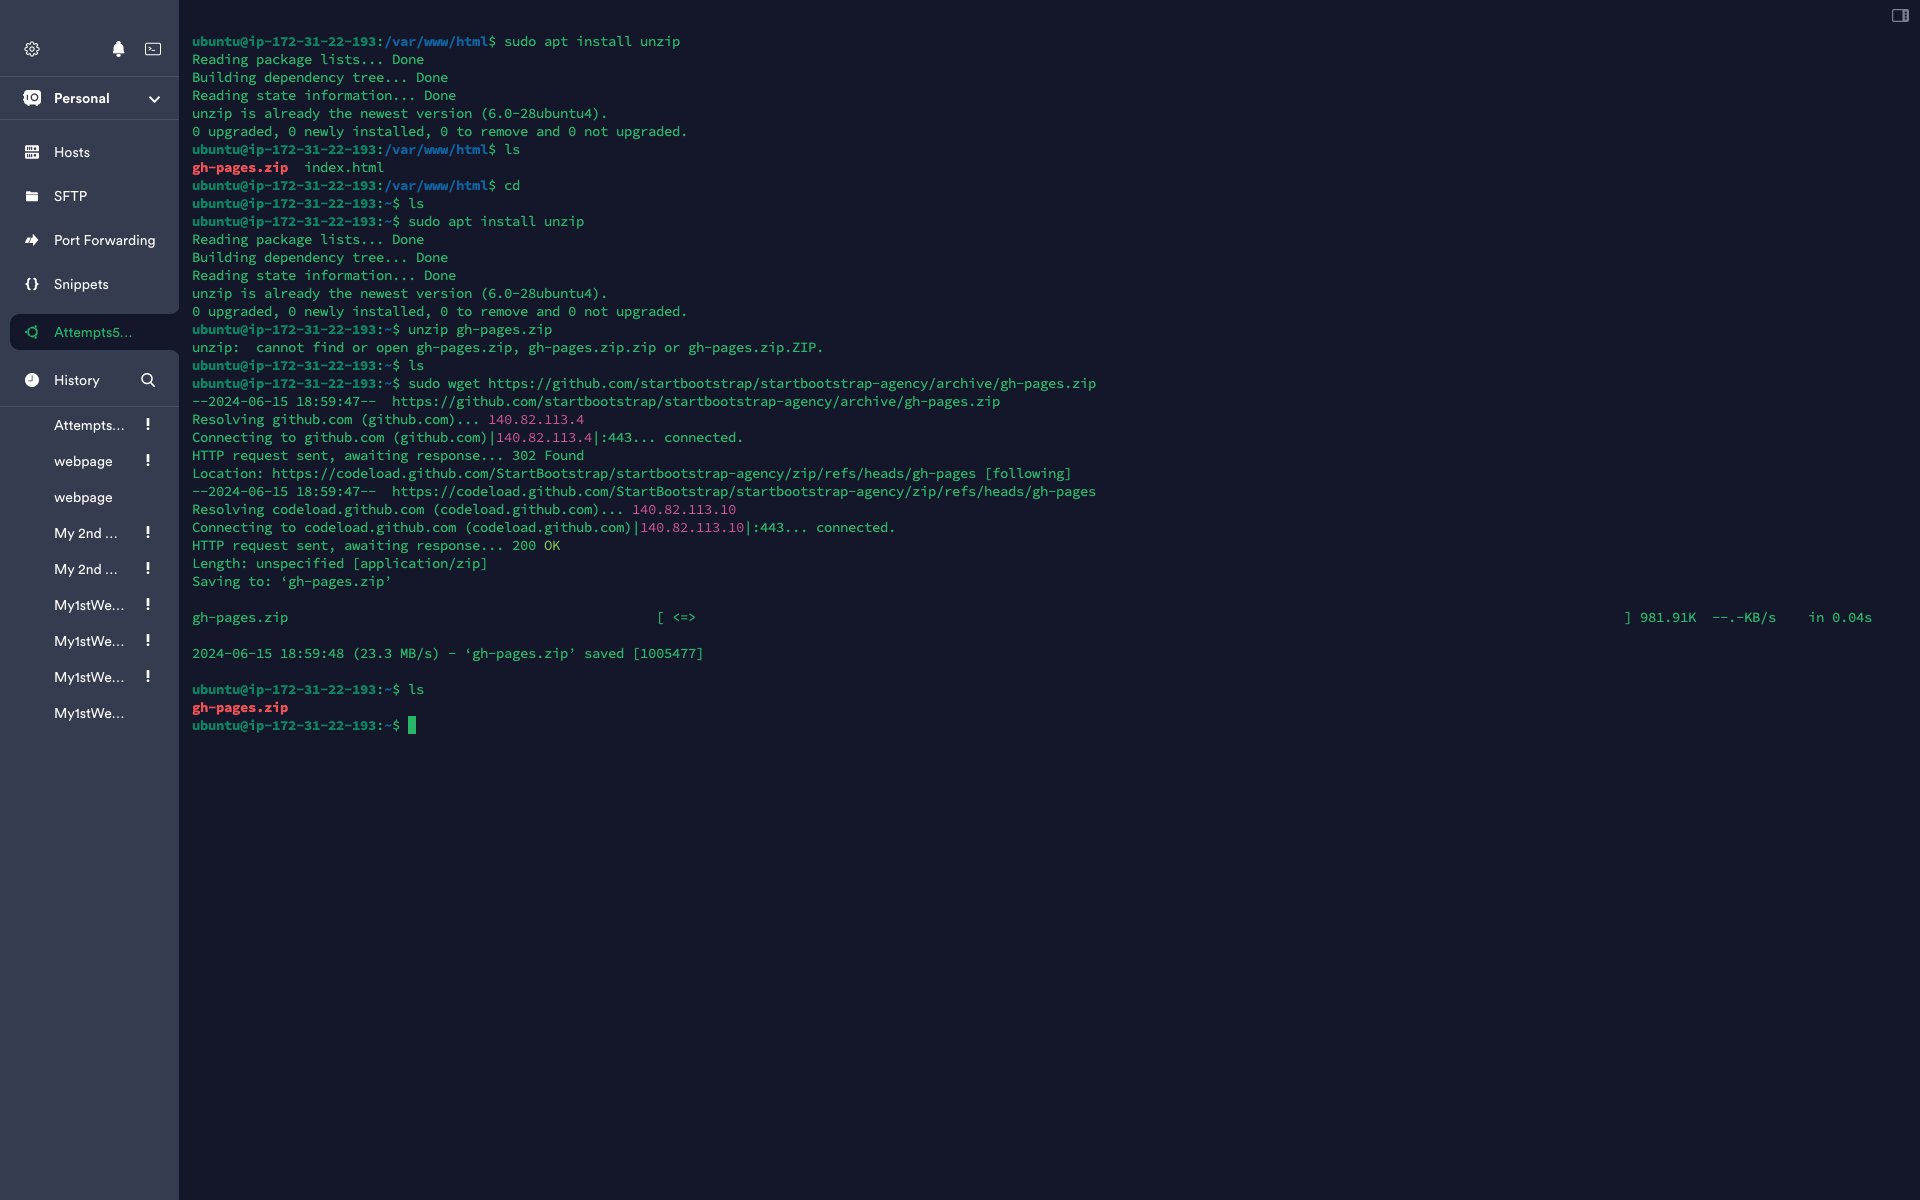 Personal
Hosts
SFTP
Port Forwarding
Snippets
Attempts5...
History
Attempts... !
webpage !
webpage
My 2nd ... !
My 2nd ... !
My1stWe... !
My1stWe... !
My1stWe... !
My1stWe...
ubuntu@ip-172-31-22-193:/var/www/html$ sudo apt install unzip
Reading package lists... Done
Building dependency tree... Done
Reading state information... Done
unzip is already the newest version (6.0-28ubuntu4).
0 upgraded, 0 newly installed, 0 to remove and 0 not upgraded.
ubuntu@ip-172-31-22-193:/var/www/html$ ls
gh-pages.zip  index.html
ubuntu@ip-172-31-22-193:/var/www/html$ cd
ubuntu@ip-172-31-22-193:~$ ls
ubuntu@ip-172-31-22-193:~$ sudo apt install unzip
Reading package lists... Done
Building dependency tree... Done
Reading state information... Done
unzip is already the newest version (6.0-28ubuntu4).
0 upgraded, 0 newly installed, 0 to remove and 0 not upgraded.
ubuntu@ip-172-31-22-193:~$ unzip gh-pages.zip
unzip:  cannot find or open gh-pages.zip, gh-pages.zip.zip or gh-pages.zip.ZIP.
ubuntu@ip-172-31-22-193:~$ ls
ubuntu@ip-172-31-22-193:~$ sudo wget https://github.com/startbootstrap/startbootstrap-agency/archive/gh-pages.zip
--2024-06-15 18:59:47--  https://github.com/startbootstrap/startbootstrap-agency/archive/gh-pages.zip
Resolving github.com (github.com)... 140.82.113.4
Connecting to github.com (github.com)|140.82.113.4|:443... connected.
HTTP request sent, awaiting response... 302 Found
Location: https://codeload.github.com/StartBootstrap/startbootstrap-agency/zip/refs/heads/gh-pages [following]
--2024-06-15 18:59:47--  https://codeload.github.com/StartBootstrap/startbootstrap-agency/zip/refs/heads/gh-pages
Resolving codeload.github.com (codeload.github.com)... 140.82.113.10
Connecting to codeload.github.com (codeload.github.com)|140.82.113.10|:443... connected.
HTTP request sent, awaiting response... 200 OK
Length: unspecified [application/zip]
Saving to: ‘gh-pages.zip’
gh-pages.zip [ <=> ] 981.91K  --.-KB/s    in 0.04s
2024-06-15 18:59:48 (23.3 MB/s) - ‘gh-pages.zip’ saved [1005477]
ubuntu@ip-172-31-22-193:~$ ls
gh-pages.zip
ubuntu@ip-172-31-22-193:~$